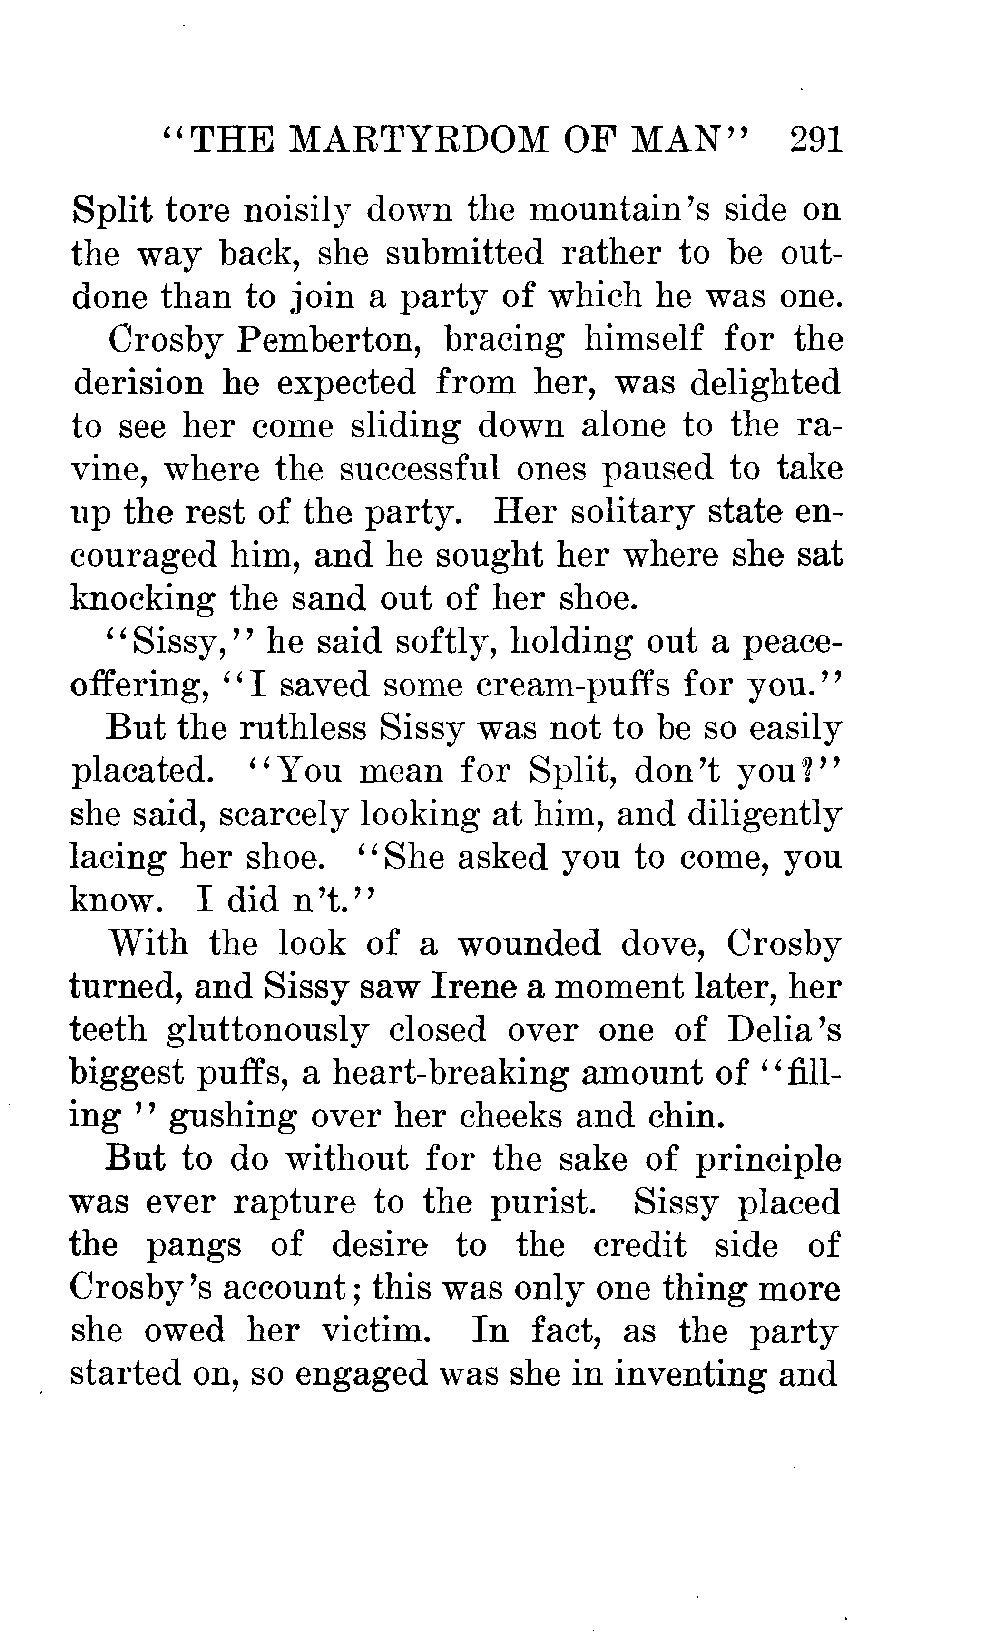 "THE MARTYRDOM OF MAN" 291
Split tore noisily down the mountain's side on
the way back, she submitted rather to be out-
done than to join a party of which he was one.
Crosby Pemberton, bracing himself for the
derision he expected from her, was delighted
to see her come sliding down alone to the ra-
vine, where the successful ones paused to take
up the rest of the party. Her solitary state en-
couraged him, and he sought her where she sat
knocking the sand out of her shoe.
"Sissy," he said softly, holding out a peace-
offering, "I saved some cream-puffs for you."
But the ruthless Sissy was not to be so easily
placated. "You mean for Split, don't you?"
she said, scarcely looking at him, and diligently
lacing her shoe. "She asked you to come, you
know. I did n't."
With the look of a wounded dove, Crosby
turned, and Sissy saw Irene a moment later, her
teeth gluttonously closed over one of Delia's
biggest puffs, a heart-breaking amount of "fill-
ing " gushing over her cheeks and chin.
But to do without for the sake of principle
was ever rapture to the purist. Sissy placed
the pangs of desire to the credit side of
Crosby's account; this was only one thing more
she owed her victim. In fact, as the party
started on, so engaged was she in inventing and